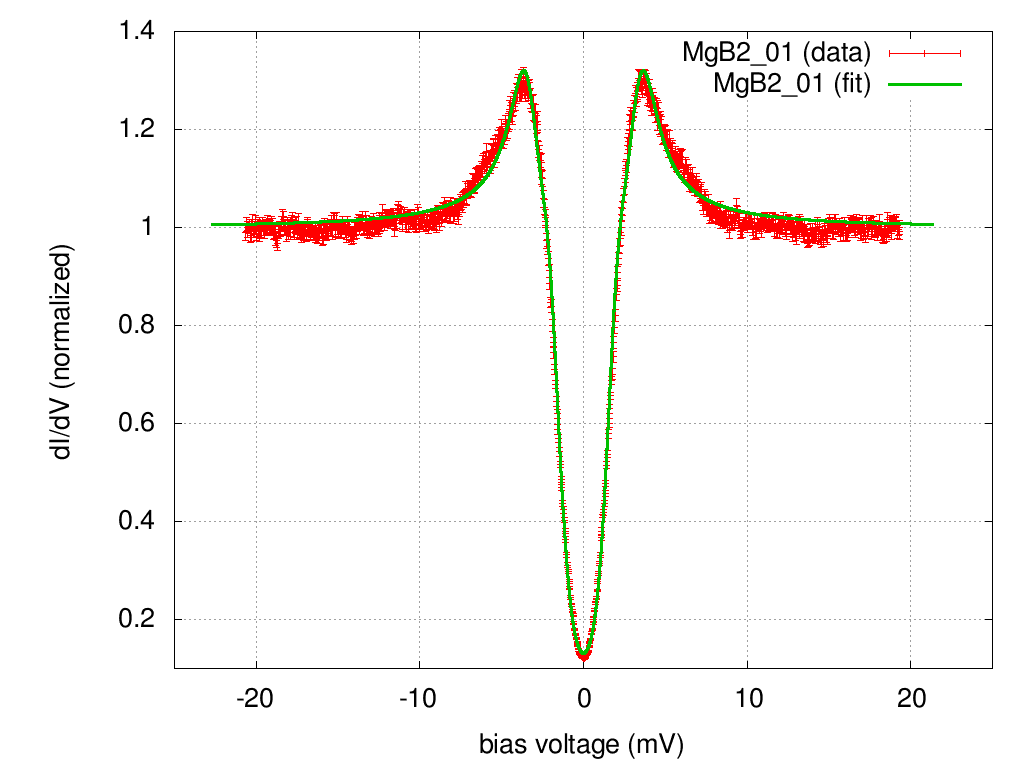 1.4
1.2
1
0.8
0.6
0.4
0.2
dI/dV (normalized)
MgB2_01 (data)
MgB2_01 (fit)
-20 -10 0 10 20
bias voltage (mV)